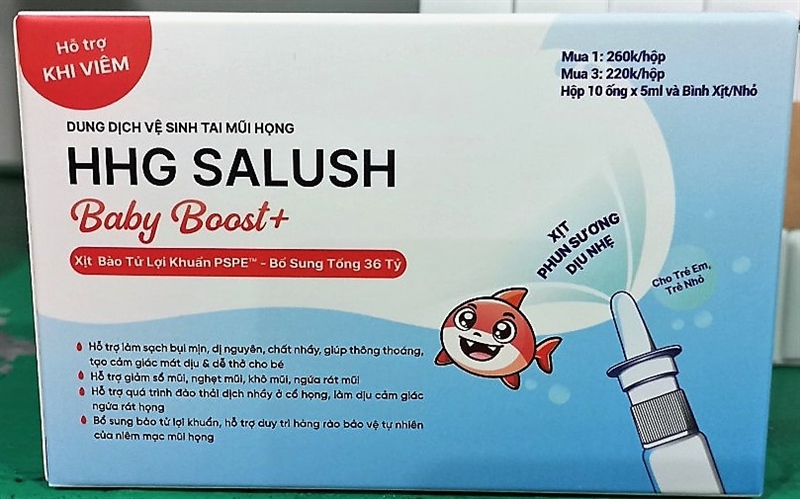 Hỗ trợ
KHI VIÊM
Mua 1: 260k/hộp
Mua 3: 220k/hộp
Hộp 10 ống x 5ml và Bình Xịt/Nhỏ
DUNG DỊCH VỆ SINH TAI MŨI HỌNG
HHG SALUSH
Baby Boost+
Xịt Bào Tử Lợi Khuẩn PSPE™ - Bổ Sung Tổng 36 Tỷ
XỊT
PHUN SƯƠNG
DỊU NHẸ
Cho Trẻ Em,
Trẻ Nhỏ
Hỗ trợ làm sạch bụi mịn, dị nguyên, chất nhầy, giúp thông thoáng,
tạo cảm giác mát dịu & dễ thở cho bé
Hỗ trợ giảm sổ mũi, nghẹt mũi, khô mũi, ngứa rát mũi
Hỗ trợ quá trình đào thải dịch nhầy ở cổ họng, làm dịu cảm giác
ngứa rát họng
Bổ sung bào tử lợi khuẩn, hỗ trợ duy trì hàng rào bảo vệ tự nhiên
của niêm mạc mũi họng